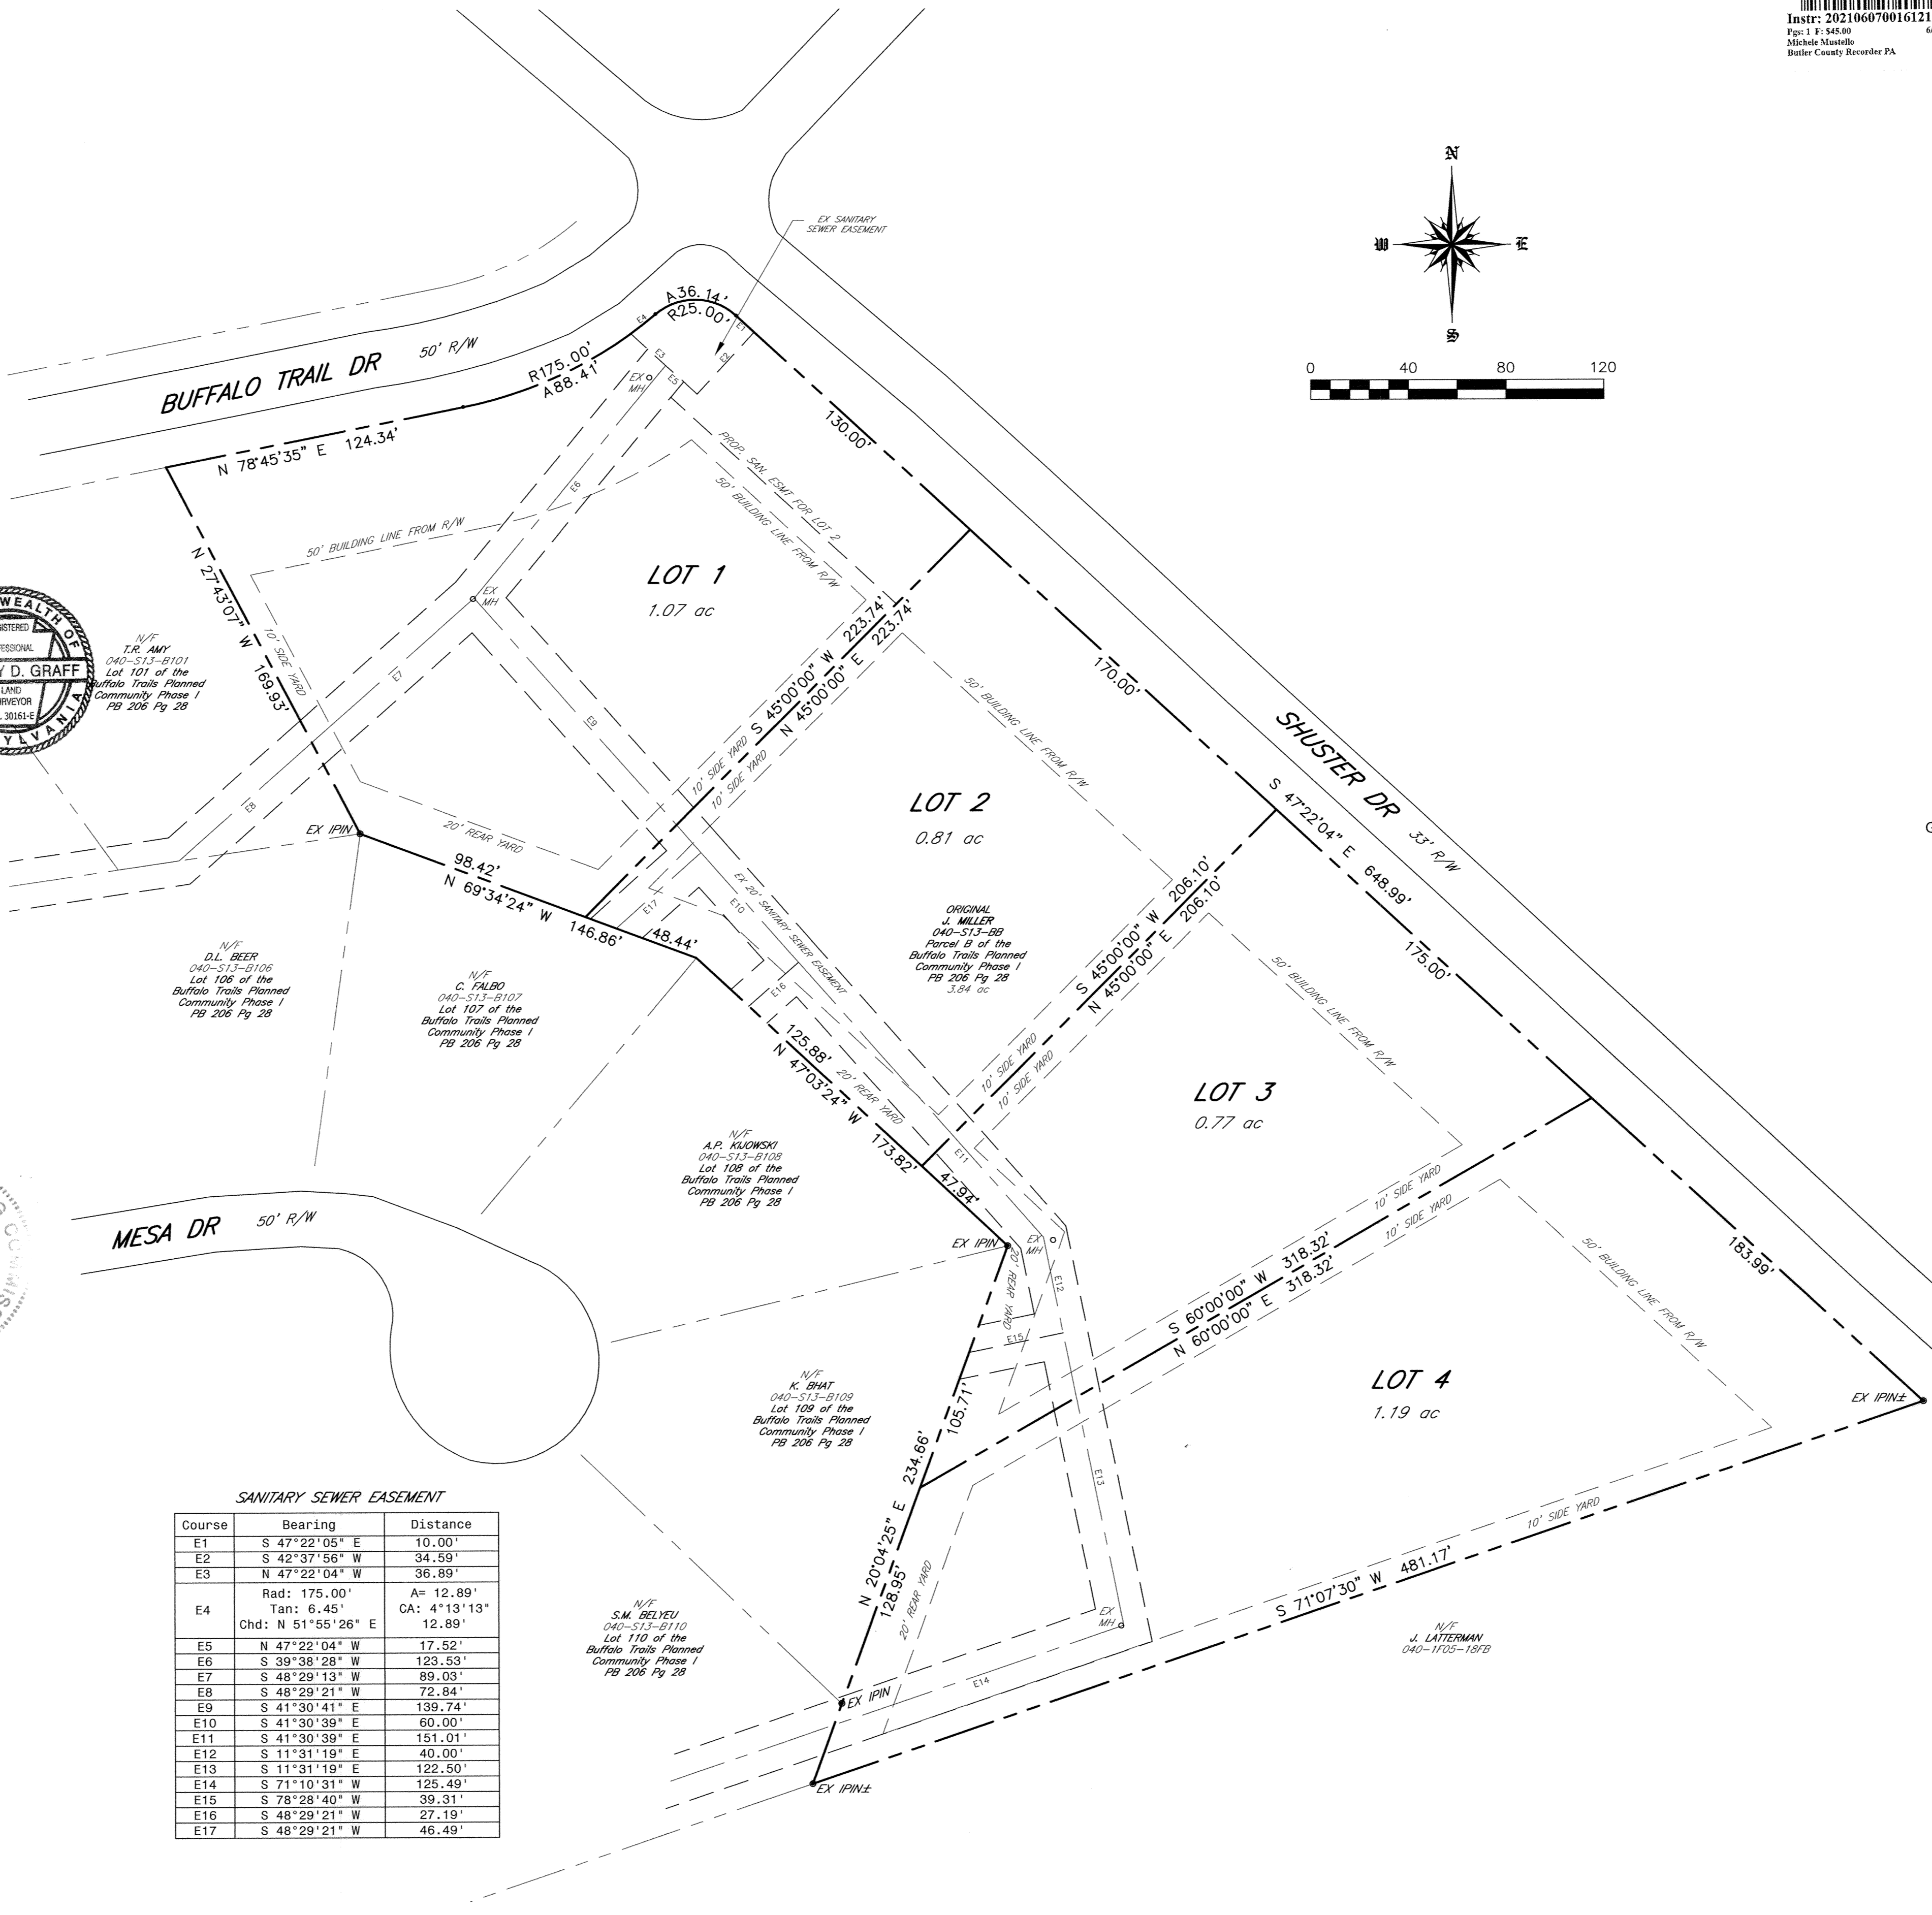 Instr: 202106070016121
Pgs: 1 F: $45.00
Michele Mustello
Butler County Recorder PA
N
W
E
S
0 40 80 120
EX SANITARY
SEWER EASEMENT
BUFFALO TRAIL DR 50' R/W
A36.14'
R25.00'
R175.00'
A88.41'
N 78°45'35" E 124.34'
E4
E1
E3
E2
E5
EX
MH
E6
130.00'
PROP. SAN. ESMT FOR LOT 2
50' BUILDING LINE FROM R/W
50' BUILDING LINE FROM R/W
LOT 1
1.07 ac
EX
MH
N 27°43'07" W 169.93'
10' SIDE YARD
WEALTH OF
Y D. GRAFF
LAND
30161-E
N/F
T.R. AMY
040-S13-B101
Lot 101 of the
Buffalo Trails Planned
Community Phase I
PB 206 Pg 28
E7
E8
E9
S 45°00'00" W 223.74'
N 45°00'00" E 223.74'
10' SIDE YARD
10' SIDE YARD
170.00'
SHUSTER DR 33' R/W
S 47°22'04" E 648.99'
50' BUILDING LINE FROM R/W
LOT 2
0.81 ac
EX IPIN
20' REAR YARD
98.42'
N 69°34'24" W 146.86'
48.44'
E17
E10
EX 20' SANITARY SEWER EASEMENT
E16
ORIGINAL
J. MILLER
040-S13-BB
Parcel B of the
Buffalo Trails Planned
Community Phase I
PB 206 Pg 28
3.84 ac
S 45°00'00" W 206.10'
N 45°00'00" E 206.10'
10' SIDE YARD
10' SIDE YARD
175.00'
50' BUILDING LINE FROM R/W
N/F
D.L. BEER
040-S13-B106
Lot 106 of the
Buffalo Trails Planned
Community Phase I
PB 206 Pg 28
N/F
C. FALBO
040-S13-B107
Lot 107 of the
Buffalo Trails Planned
Community Phase I
PB 206 Pg 28
125.88'
N 47°03'24" W 173.82'
20' REAR YARD
47.94'
E11
LOT 3
0.77 ac
N/F
A.P. KIJOWSKI
040-S13-B108
Lot 108 of the
Buffalo Trails Planned
Community Phase I
PB 206 Pg 28
MESA DR 50' R/W
EX IPIN
EX
MH
20' REAR YARD
E12
E15
10' SIDE YARD
10' SIDE YARD
S 60°00'00" W 318.32'
N 60°00'00" E 318.32'
183.99'
50' BUILDING LINE FROM R/W
LOT 4
1.19 ac
EX IPIN±
N/F
K. BHAT
040-S13-B109
Lot 109 of the
Buffalo Trails Planned
Community Phase I
PB 206 Pg 28
105.71'
N 20°04'25" E 234.66'
128.95'
20' REAR YARD
E13
EX
MH
E14
10' SIDE YARD
S 71°07'30" W 481.17'
N/F
J. LATTERMAN
040-1F05-18FB
N/F
S.M. BELYEU
040-S13-B110
Lot 110 of the
Buffalo Trails Planned
Community Phase I
PB 206 Pg 28
EX IPIN
EX IPIN±
SANITARY SEWER EASEMENT
Course Bearing Distance
E1 S 47°22'05" E 10.00'
E2 S 42°37'56" W 34.59'
E3 N 47°22'04" W 36.89'
E4 Rad: 175.00' A= 12.89'
Tan: 6.45' CA: 4°13'13"
Chd: N 51°55'26" E 12.89'
E5 N 47°22'04" W 17.52'
E6 S 39°38'28" W 123.53'
E7 S 48°29'13" W 89.03'
E8 S 48°29'21" W 72.84'
E9 S 41°30'41" E 139.74'
E10 S 41°30'39" E 60.00'
E11 S 41°30'39" E 151.01'
E12 S 11°31'19" E 40.00'
E13 S 11°31'19" E 122.50'
E14 S 71°10'31" W 125.49'
E15 S 78°28'40" W 39.31'
E16 S 48°29'21" W 27.19'
E17 S 48°29'21" W 46.49'